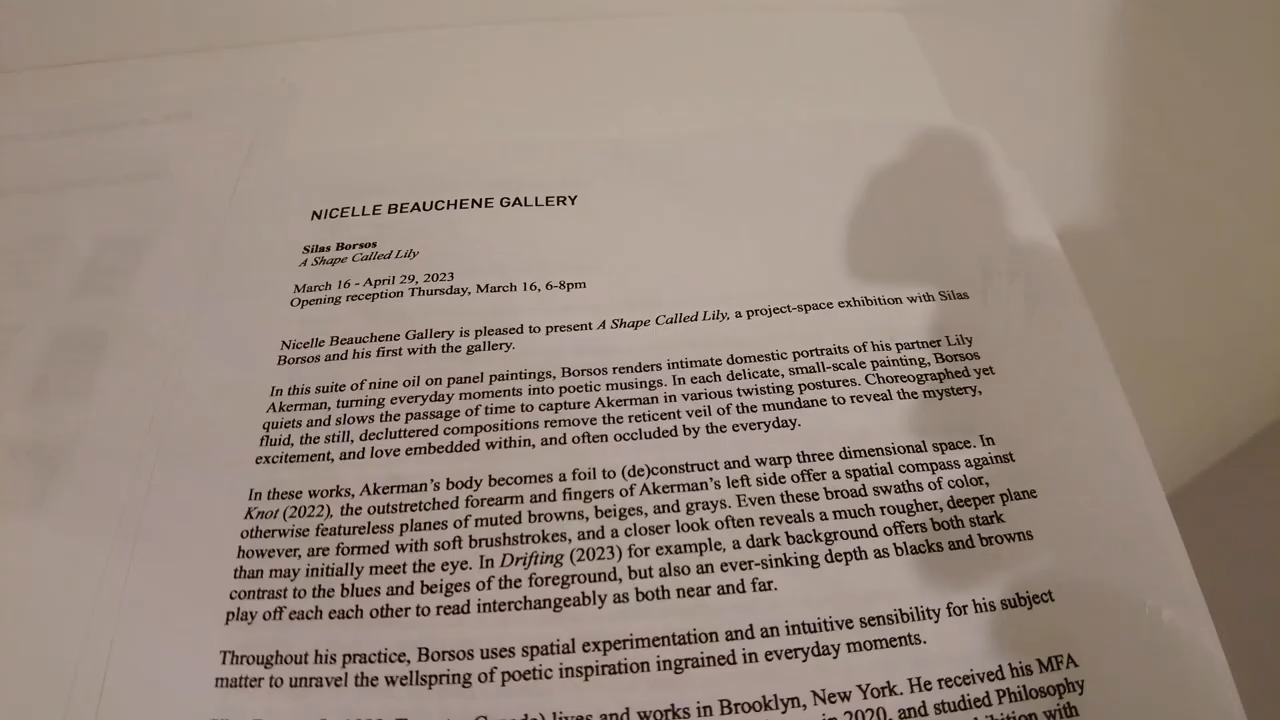 NICELLE BEAUCHENE GALLERY
Silas Borsos
A Shape Called Lily
March 16 - April 29, 2023
Opening reception Thursday, March 16, 6-8pm
Nicelle Beauchene Gallery is pleased to present A Shape Called Lily, a project-space exhibition with Silas
Borsos and his first with the gallery.
In this suite of nine oil on panel paintings, Borsos renders intimate domestic portraits of his partner Lily
Akerman, turning everyday moments into poetic musings. In each delicate, small-scale painting, Borsos
quiets and slows the passage of time to capture Akerman in various twisting postures. Choreographed yet
fluid, the still, decluttered compositions remove the reticent veil of the mundane to reveal the mystery,
excitement, and love embedded within, and often occluded by the everyday.
In these works, Akerman's body becomes a foil to (de)construct and warp three dimensional space. In
Knot (2022), the outstretched forearm and fingers of Akerman's left side offer a spatial compass against
otherwise featureless planes of muted browns, beiges, and grays. Even these broad swaths of color,
however, are formed with soft brushstrokes, and a closer look often reveals a much rougher, deeper plane
than may initially meet the eye. In Drifting (2023) for example, a dark background offers both stark
contrast to the blues and beiges of the foreground, but also an ever-sinking depth as blacks and browns
play off each each other to read interchangeably as both near and far.
Throughout his practice, Borsos uses spatial experimentation and an intuitive sensibility for his subject
matter to unravel the wellspring of poetic inspiration ingrained in everyday moments.
lives and works in Brooklyn, New York. He received his MFA
in 2020, and studied Philosophy
with